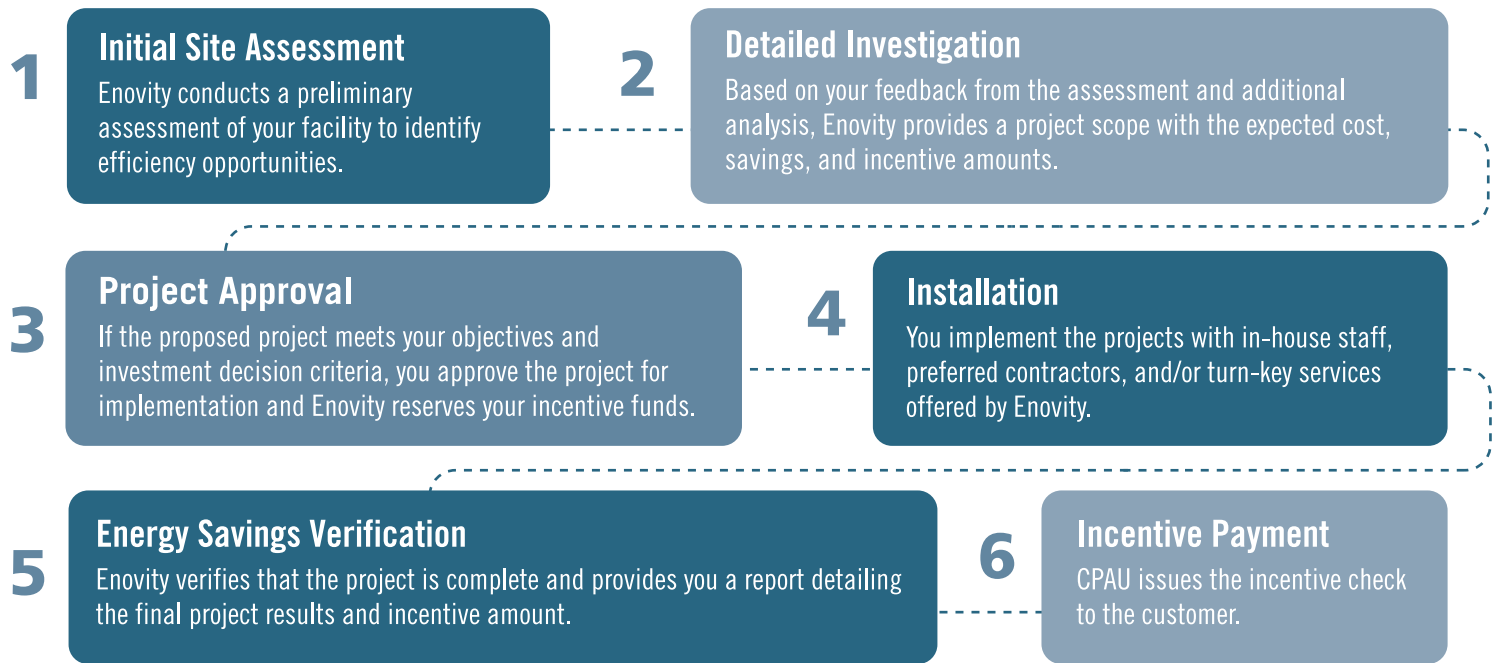 1
Initial Site Assessment
Enovity conducts a preliminary
assessment of your facility to identify
efficiency opportunities.
2
Detailed Investigation
Based on your feedback from the assessment and additional
analysis, Enovity provides a project scope with the expected cost,
savings, and incentive amounts.
3
Project Approval
If the proposed project meets your objectives and
investment decision criteria, you approve the project for
implementation and Enovity reserves your incentive funds.
4
Installation
You implement the projects with in-house staff,
preferred contractors, and/or turn-key services
offered by Enovity.
5
Energy Savings Verification
Enovity verifies that the project is complete and provides you a report detailing
the final project results and incentive amount.
6
Incentive Payment
CPAU issues the incentive check
to the customer.